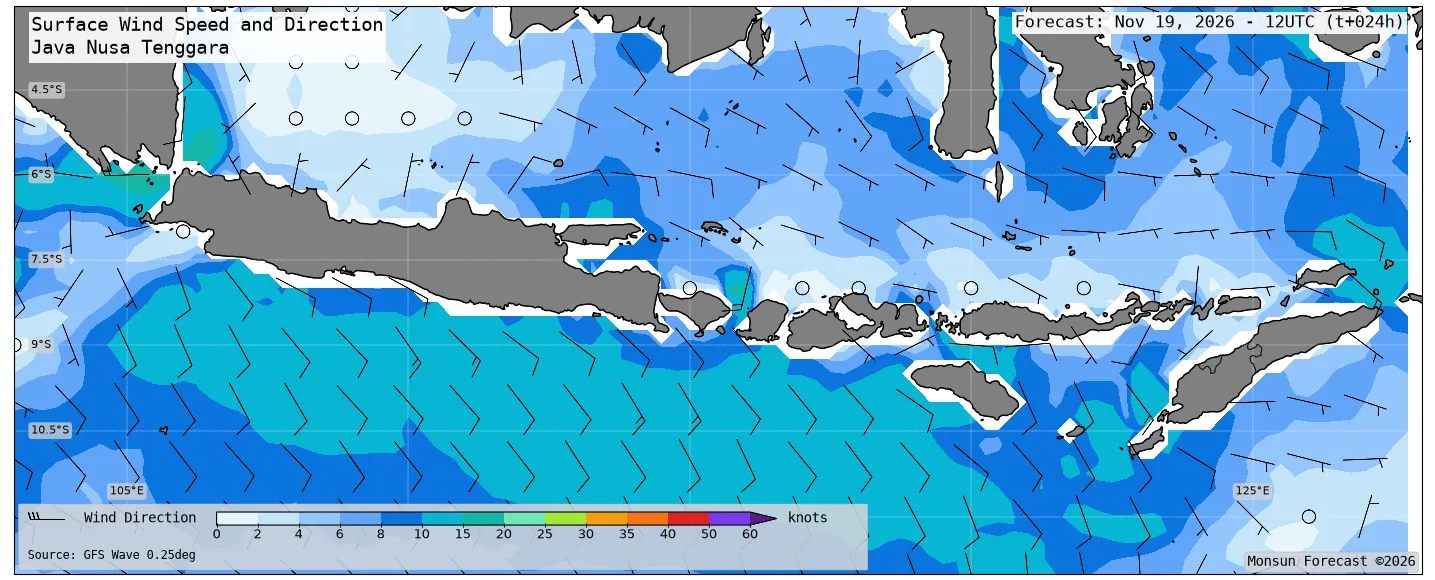 Surface Wind Speed and Direction
Java Nusa Tenggara
Forecast: Nov 19, 2026 - 12UTC (t+024h)
4.5°S
6°S
7.5°S
9°S
10.5°S
105°E
125°E
Wind Direction
0 2 4 6 8 10 15 20 25 30 35 40 50 60
knots
Source: GFS Wave 0.25deg
Monsun Forecast ©2026